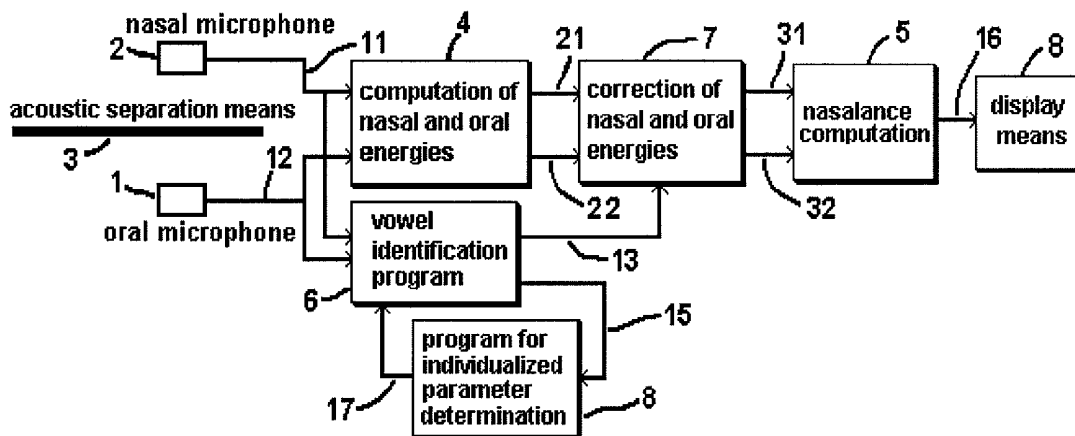 nasal microphone
2
11
4
21
7
31
5
16
8
computation of
nasal and oral
energies
correction of
nasal and oral
energies
nasalance
computation
display
means
acoustic separation means
3
12
1
22
32
oral microphone
vowel
identification
program
13
6
15
program for
individualized
parameter
determination
17
8